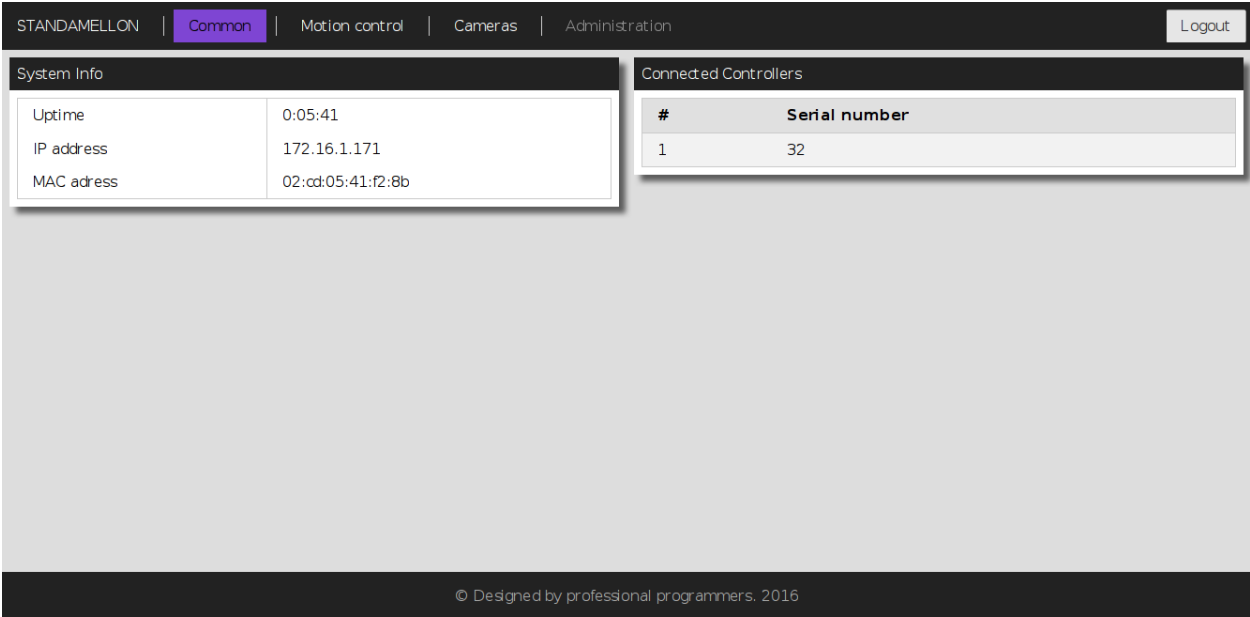 STANDAMELLON Common Motion control Cameras Administration Logout
System Info
Uptime 0:05:41
IP address 172.16.1.171
MAC adress 02:cd:05:41:f2:8b
Connected Controllers
# Serial number
1 32
© Designed by professional programmers. 2016